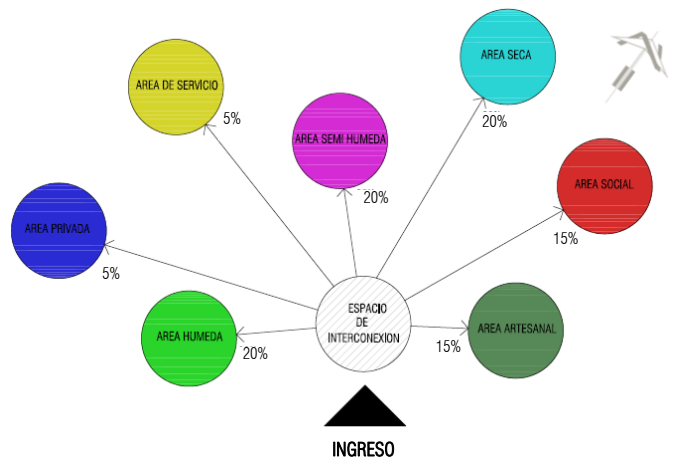 AREA SECA
20%
AREA DE SERVICIO
5%
AREA SEMI HUMEDA
20%
AREA SOCIAL
15%
AREA PRIVADA
5%
ESPACIO
DE
INTERCONEXION
AREA HUMEDA
20%
AREA ARTESANAL
15%
INGRESO